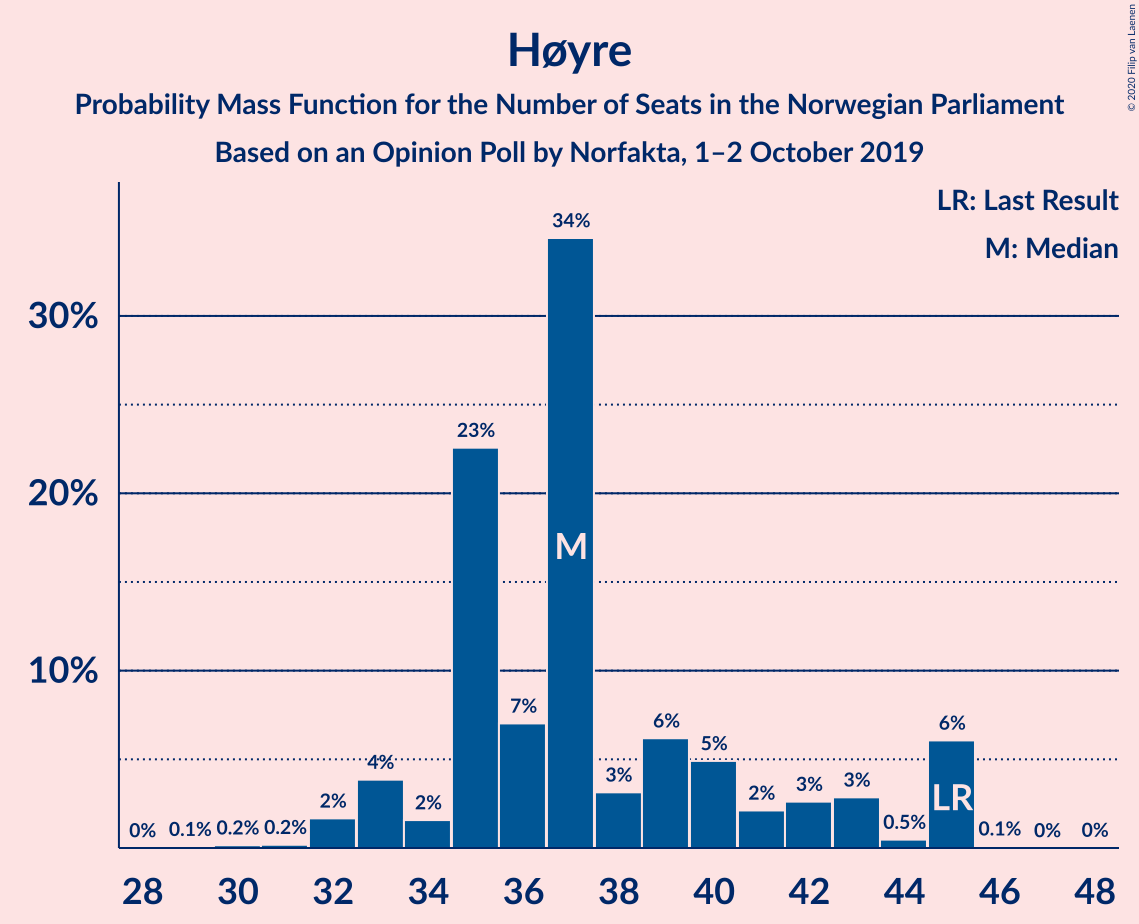 © 2020 Filip van Laenen
Høyre
Probability Mass Function for the Number of Seats in the Norwegian Parliament
Based on an Opinion Poll by Norfakta, 1–2 October 2019
LR: Last Result
M: Median
30%
20%
10%
0%
0.1%
0.2%
0.2%
2%
4%
2%
23%
7%
34%
M
3%
6%
5%
2%
3%
3%
0.5%
6%
LR
0.1%
0%
0%
28 30 32 34 36 38 40 42 44 46 48